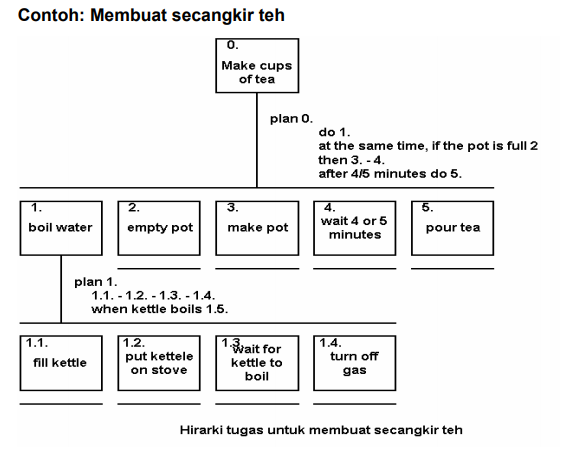 Contoh: Membuat secangkir teh
0.
Make cups
of tea
plan 0.
do 1.
at the same time, if the pot is full 2
then 3. - 4.
after 4/5 minutes do 5.
1.
boil water
2.
empty pot
3.
make pot
4.
wait 4 or 5
minutes
5.
pour tea
plan 1.
1.1. - 1.2. - 1.3. - 1.4.
when kettle boils 1.5.
1.1.
fill kettle
1.2.
put kettele
on stove
1.3.
wait for
kettle to
boil
1.4.
turn off
gas
Hirarki tugas untuk membuat secangkir teh